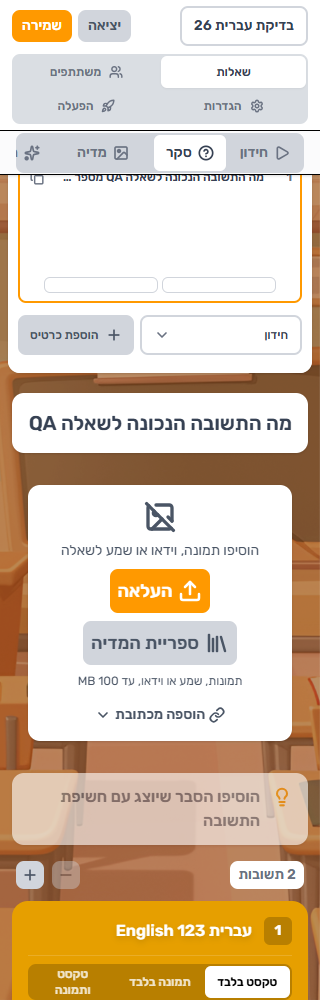 בדיקת עברית 26
יציאה
שמירה
שאלות
משתתפים
הגדרות
הפעלה
חידון
סקר
מדיה
1
מה התשובה הנכונה לשאלה QA מספר ...
חידון
הוספת כרטיס
מה התשובה הנכונה לשאלה QA
הוסיפו תמונה, וידאו או שמע לשאלה
העלאה
ספריית המדיה
תמונות, שמע או וידאו, עד 100 MB
הוספה מכתובת
הוסיפו הסבר שיוצג עם חשיפת
התשובה
2 תשובות
1
עברית English 123
טקסט בלבד
תמונה בלבד
טקסט
ותמונה